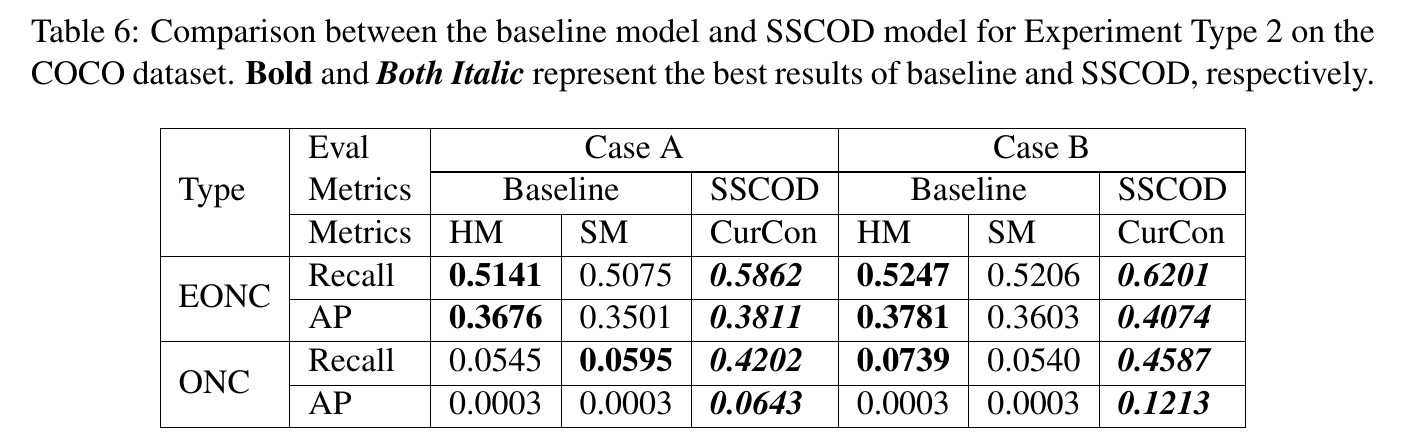 Table 6: Comparison between the baseline model and SSCOD model for Experiment Type 2 on the
COCO dataset. Bold and Both Italic represent the best results of baseline and SSCOD, respectively.
Type Eval Metrics Case A Case B
Baseline SSCOD Baseline SSCOD
Metrics HM SM CurCon HM SM CurCon
EONC Recall 0.5141 0.5075 0.5862 0.5247 0.5206 0.6201
AP 0.3676 0.3501 0.3811 0.3781 0.3603 0.4074
ONC Recall 0.0545 0.0595 0.4202 0.0739 0.0540 0.4587
AP 0.0003 0.0003 0.0643 0.0003 0.0003 0.1213